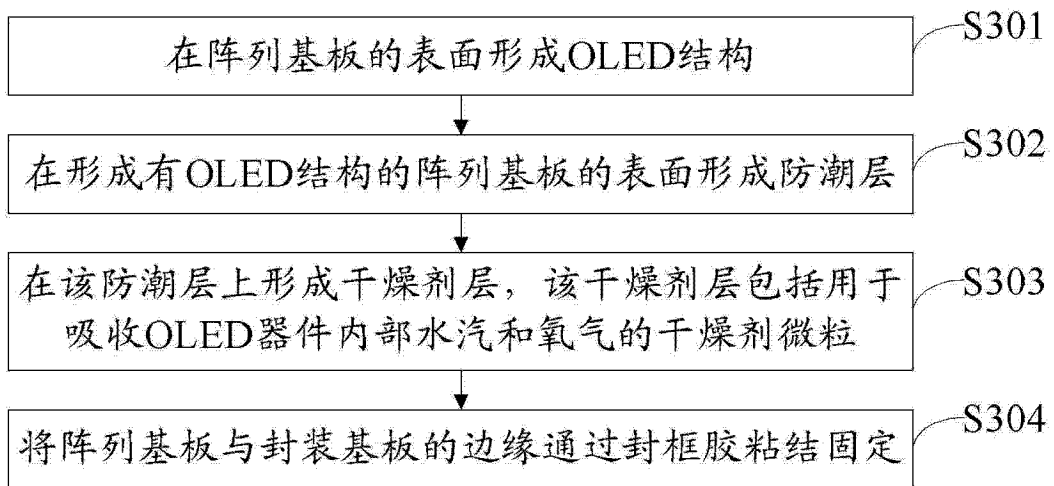 在阵列基板的表面形成OLED结构
S301
在形成有OLED结构的阵列基板的表面形成防潮层
S302
在该防潮层上形成干燥剂层，该干燥剂层包括用于
吸收OLED器件内部水汽和氧气的干燥剂微粒
S303
将阵列基板与封装基板的边缘通过封框胶粘结固定
S304